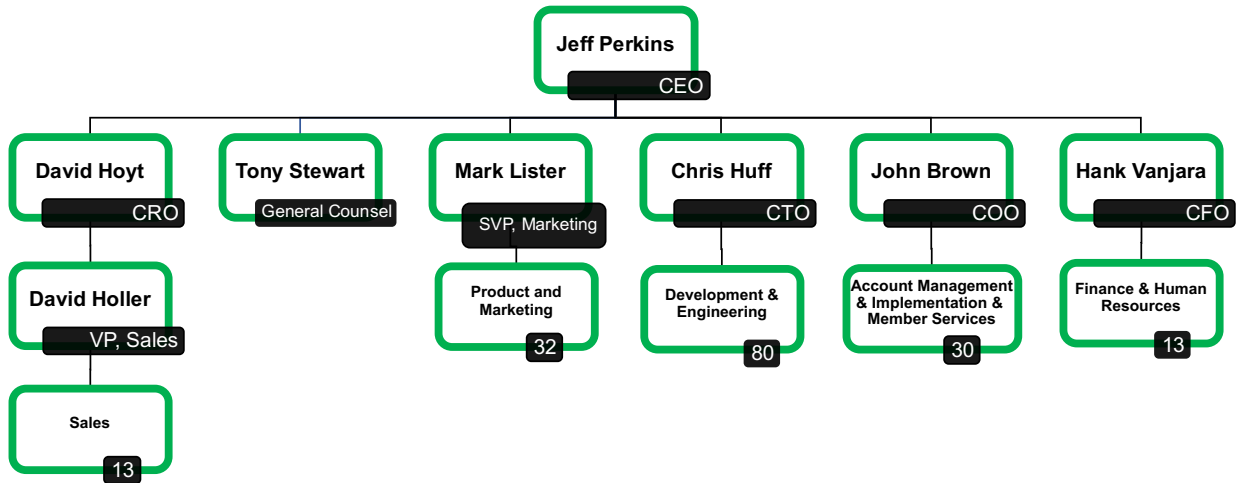 Jeff Perkins
CEO
David Hoyt
CRO
Tony Stewart
General Counsel
Mark Lister
SVP, Marketing
Chris Huff
CTO
John Brown
COO
Hank Vanjara
CFO
David Holler
VP, Sales
Product and
Marketing
32
Development &
Engineering
80
Account Management
& Implementation &
Member Services
30
Finance & Human
Resources
13
Sales
13